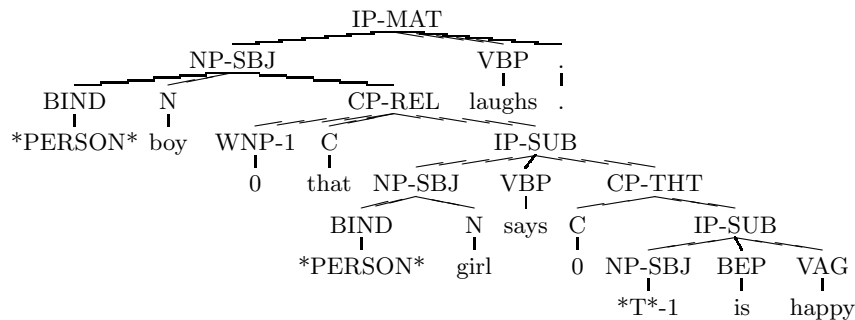 IP-MAT
NP-SBJ VBP .
BIND N CP-REL laughs .
*PERSON* boy WNP-1 C IP-SUB
0 that NP-SBJ VBP CP-THT
BIND N says C IP-SUB
*PERSON* girl 0 NP-SBJ BEP VAG
*T*-1 is happy